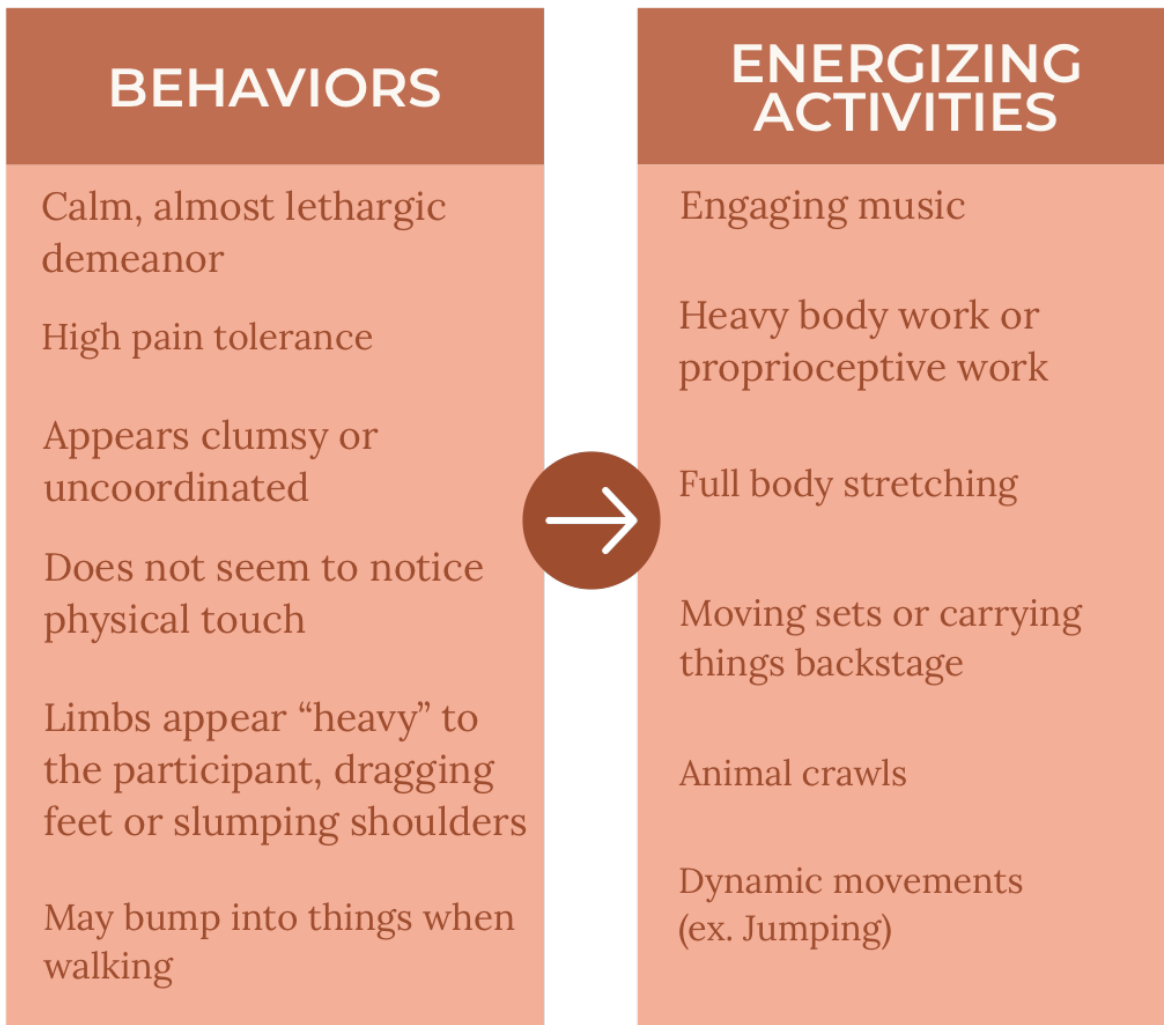 BEHAVIORS
Calm, almost lethargic
demeanor
High pain tolerance
Appears clumsy or
uncoordinated
Does not seem to notice
physical touch
Limbs appear “heavy” to
the participant, dragging
feet or slumping shoulders
May bump into things when
walking
ENERGIZING
ACTIVITIES
Engaging music
Heavy body work or
proprioceptive work
Full body stretching
Moving sets or carrying
things backstage
Animal crawls
Dynamic movements
(ex. Jumping)